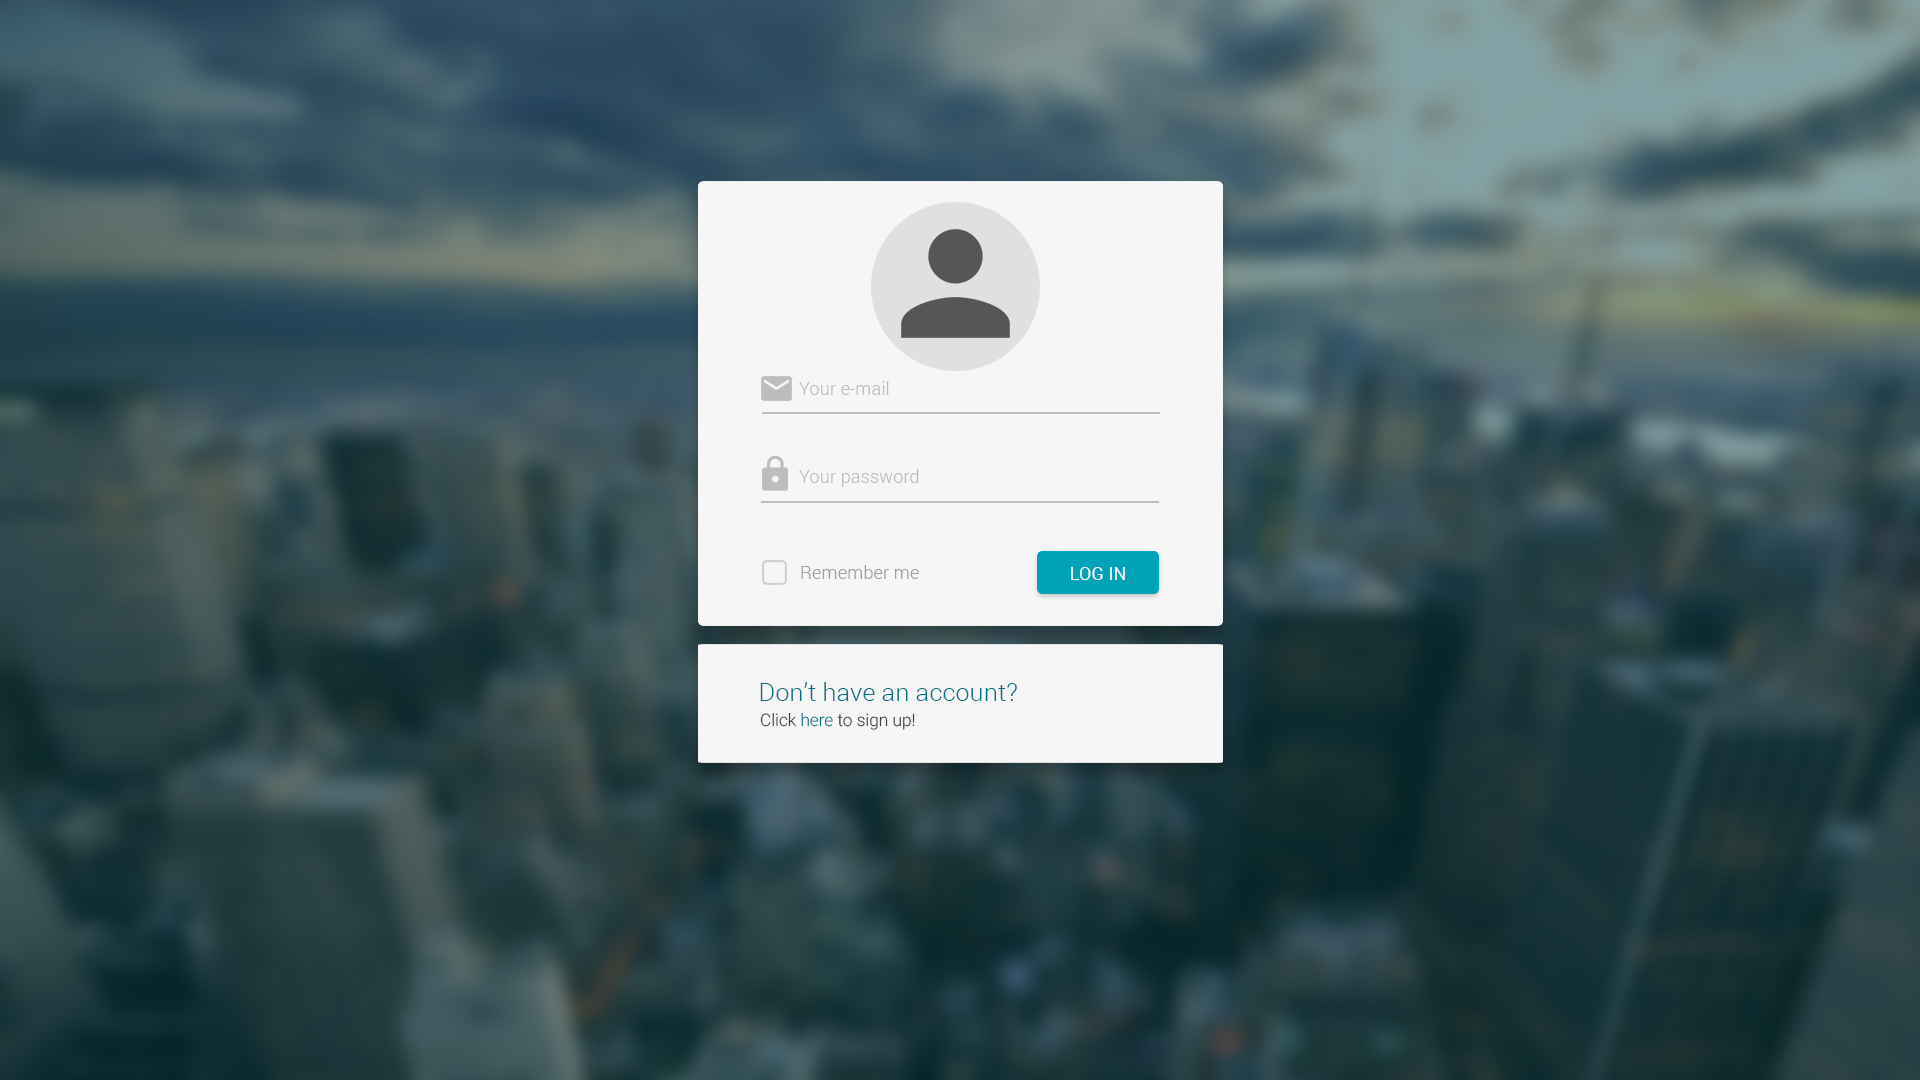 Your e-mail
Your password
Remember me
LOG IN
Don’t have an account?
Click here to sign up!